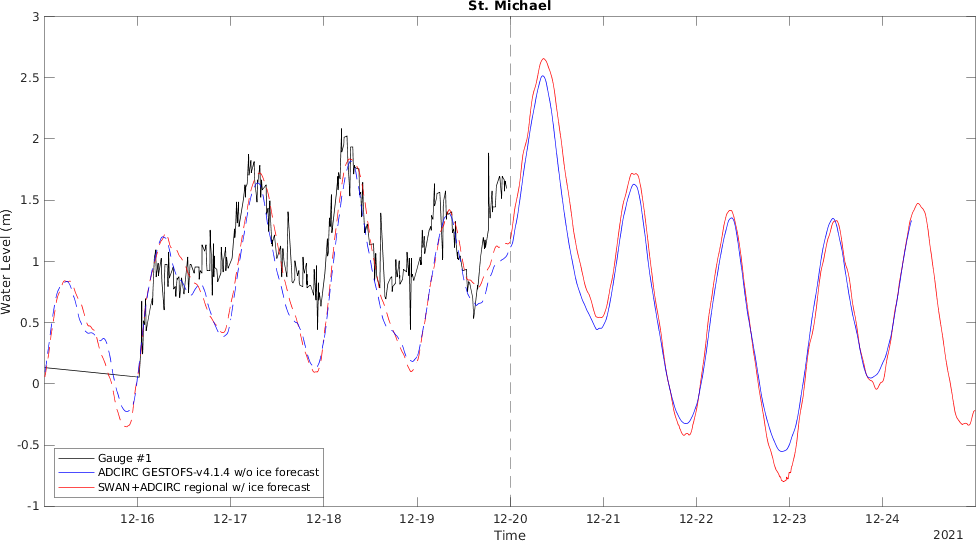 St. Michael
3
2.5
2
1.5
1
0.5
0
-0.5
-1
Water Level (m)
Gauge #1
ADCIRC GESTOFS-v4.1.4 w/o ice forecast
SWAN+ADCIRC regional w/ ice forecast
12-16 12-17 12-18 12-19 12-20 12-21 12-22 12-23 12-24
Time
2021